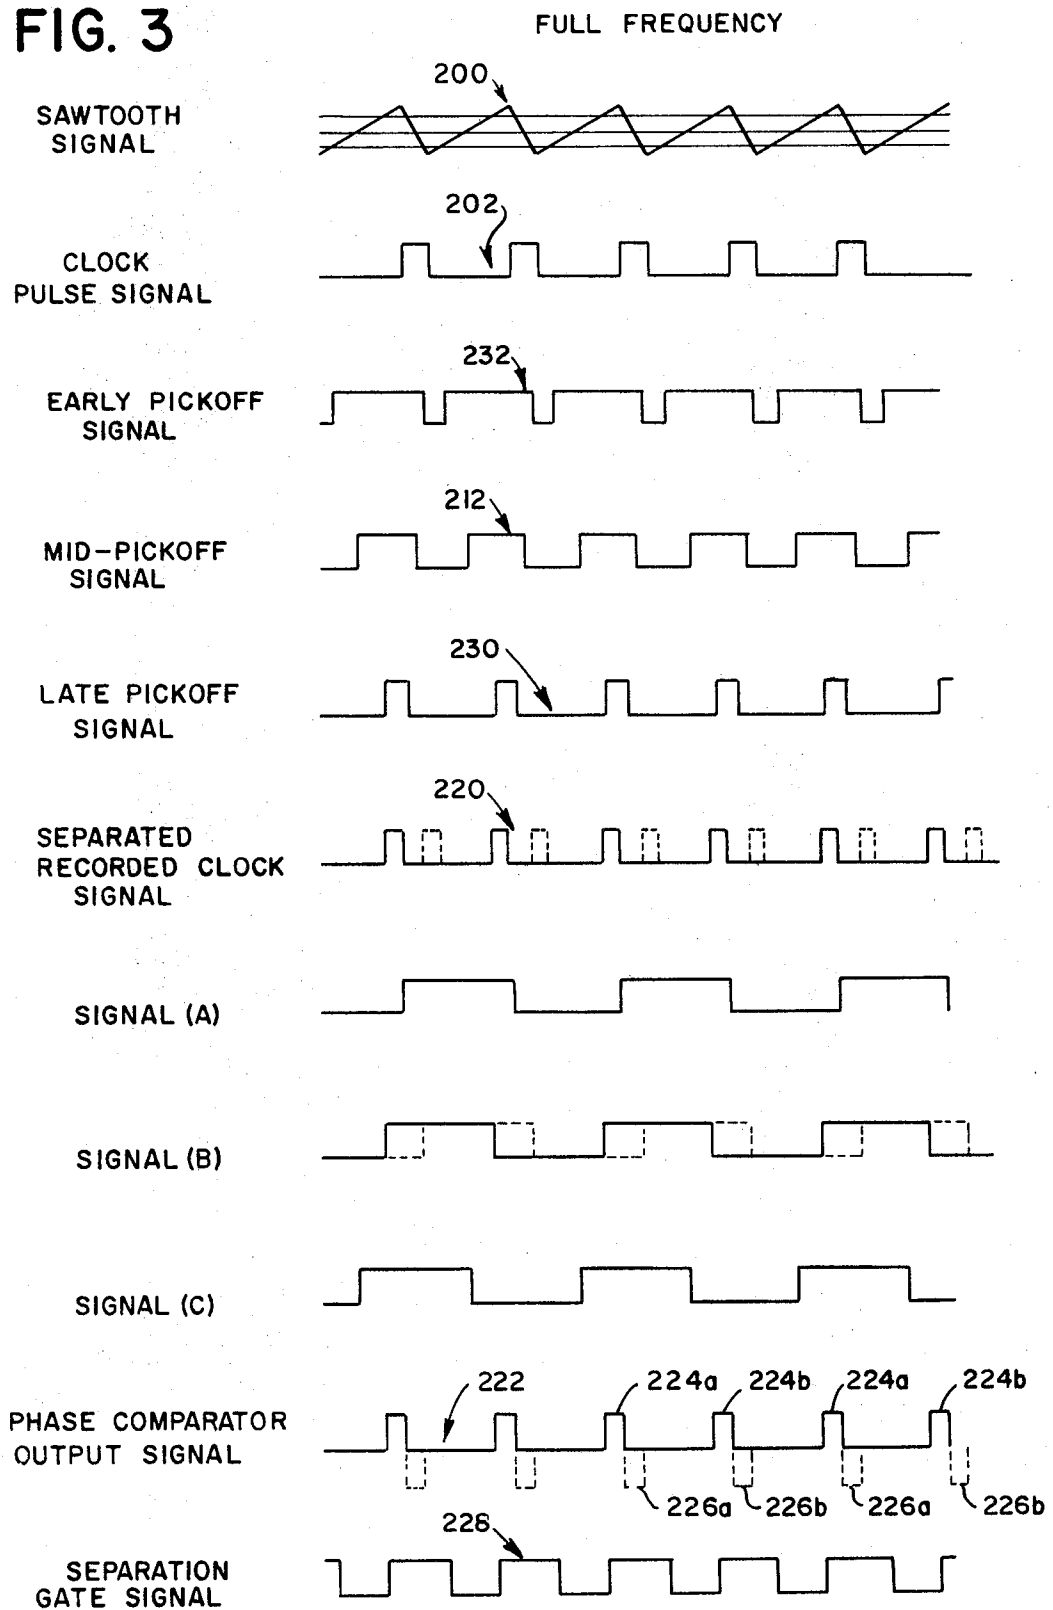 FIG. 3
FULL FREQUENCY
200
SAWTOOTH
SIGNAL
202
CLOCK
PULSE SIGNAL
232
EARLY PICKOFF
SIGNAL
212
MID-PICKOFF
SIGNAL
230
LATE PICKOFF
SIGNAL
220
SEPARATED
RECORDED CLOCK
SIGNAL
SIGNAL (A)
SIGNAL (B)
SIGNAL (C)
222 224a 224b 224a 224b
PHASE COMPARATOR
OUTPUT SIGNAL
226a 226b 226a 226b
228
SEPARATION
GATE SIGNAL